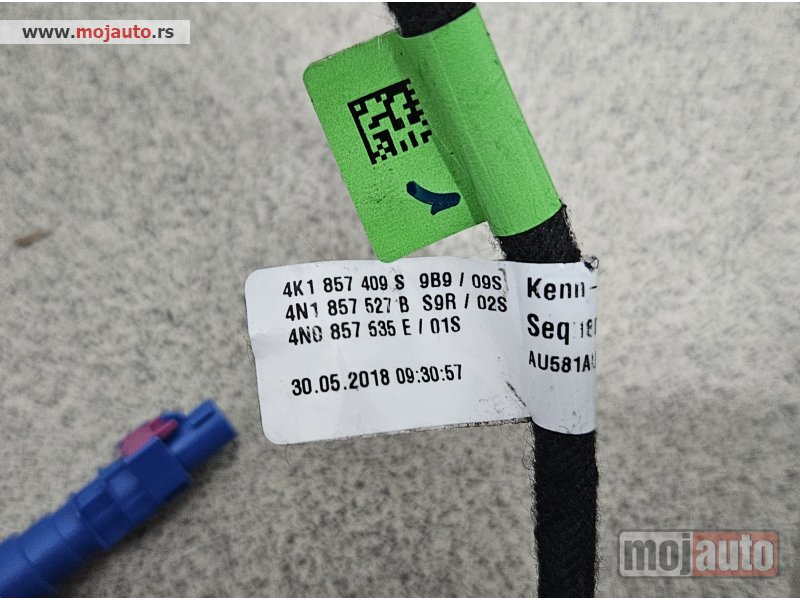 www.mojauto.rs
4K1 857 409 S 9B9 / 09S
4N1 857 527 B S9R / 02S
4N0 857 535 E / 01S
30.05.2018 09:30:57
Kenn-
AU581A
mojauto